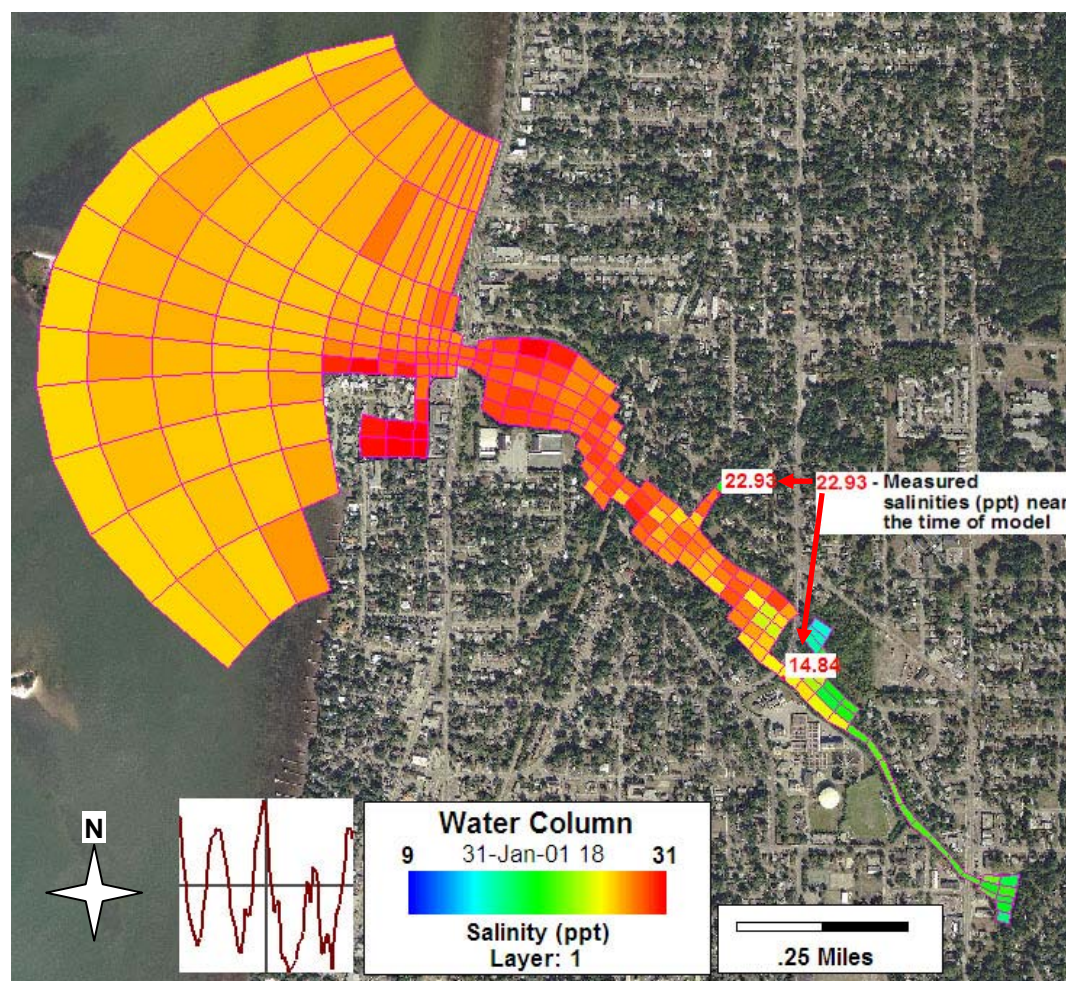 22.93
22.93 - Measured
salinities (ppt) near
the time of model
14.84
N
Water Column
9 31-Jan-01 18 31
Salinity (ppt)
Layer: 1
.25 Miles